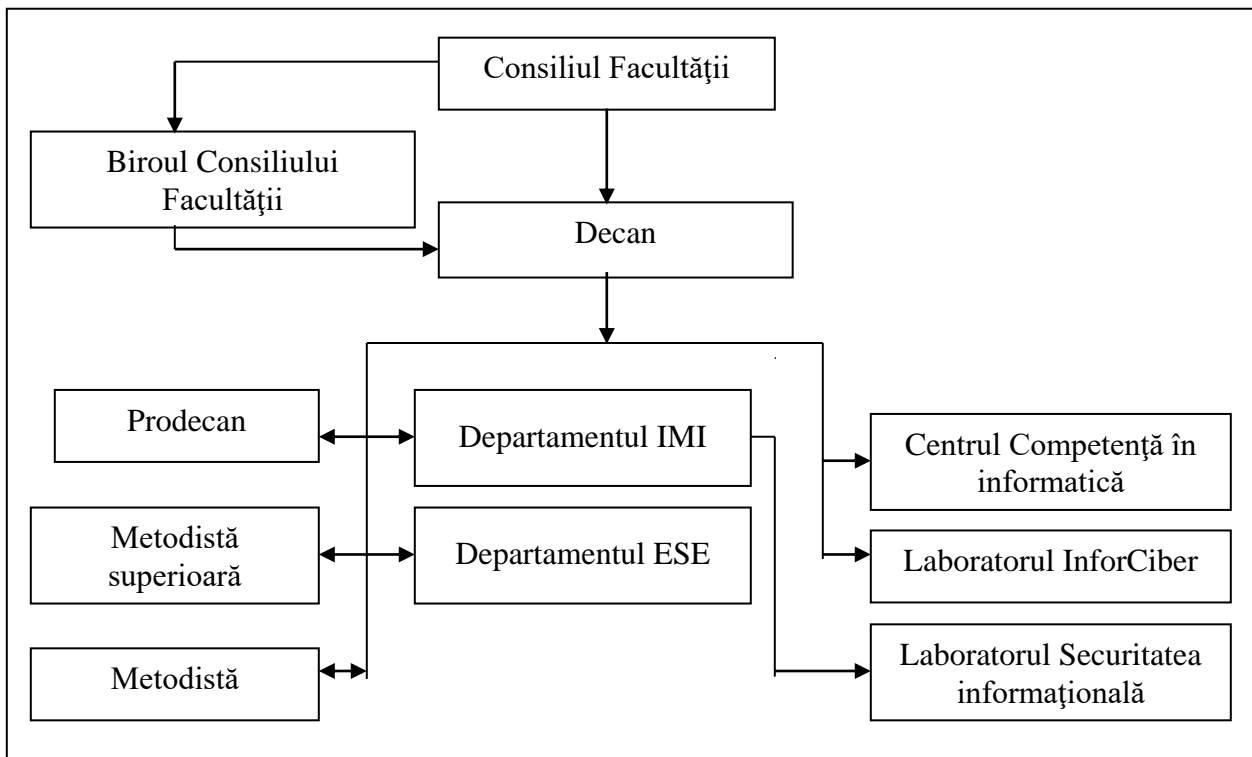 Consiliul Facultăţii
Biroul Consiliului
Facultăţii
Decan
Prodecan
Departamentul IMI
Centrul Competenţă în
informatică
Metodistă
superioară
Departamentul ESE
Laboratorul InforCiber
Metodistă
Laboratorul Securitatea
informaţională